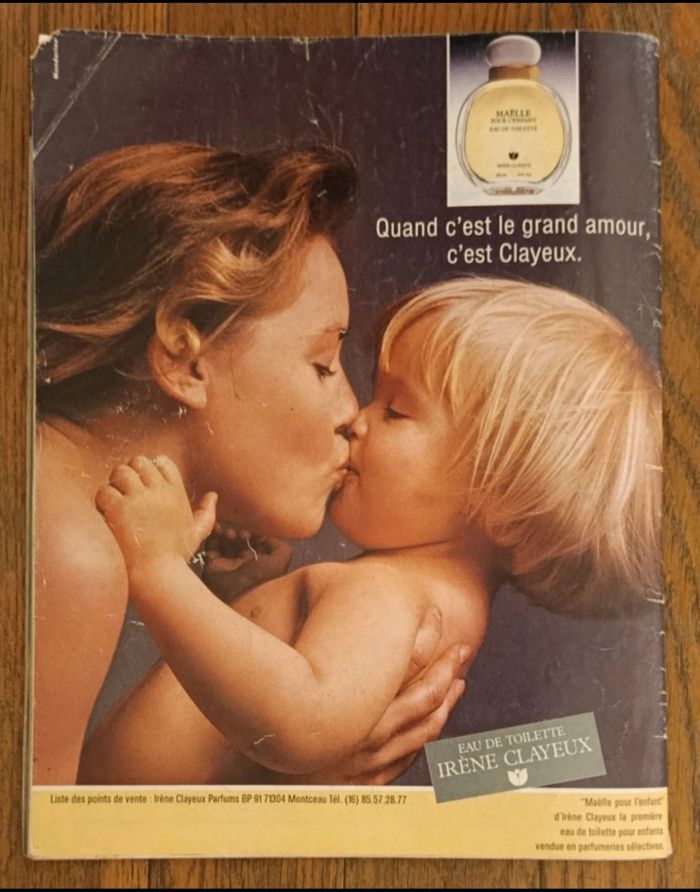 MAËLLE
POUR L'ENFANT
EAU DE TOILETTE
IRÈNE CLAYEUX
Quand c'est le grand amour,
c'est Clayeux.
EAU DE TOILETTE
IRÈNE CLAYEUX
Liste des points de vente : Irène Clayeux Parfums BP 91 71304 Montceau Tél. (16) 85.57.28.77
"Maëlle pour l'enfant"
d'Irène Clayeux la première
eau de toilette pour enfants
vendue en parfumeries sélectives.